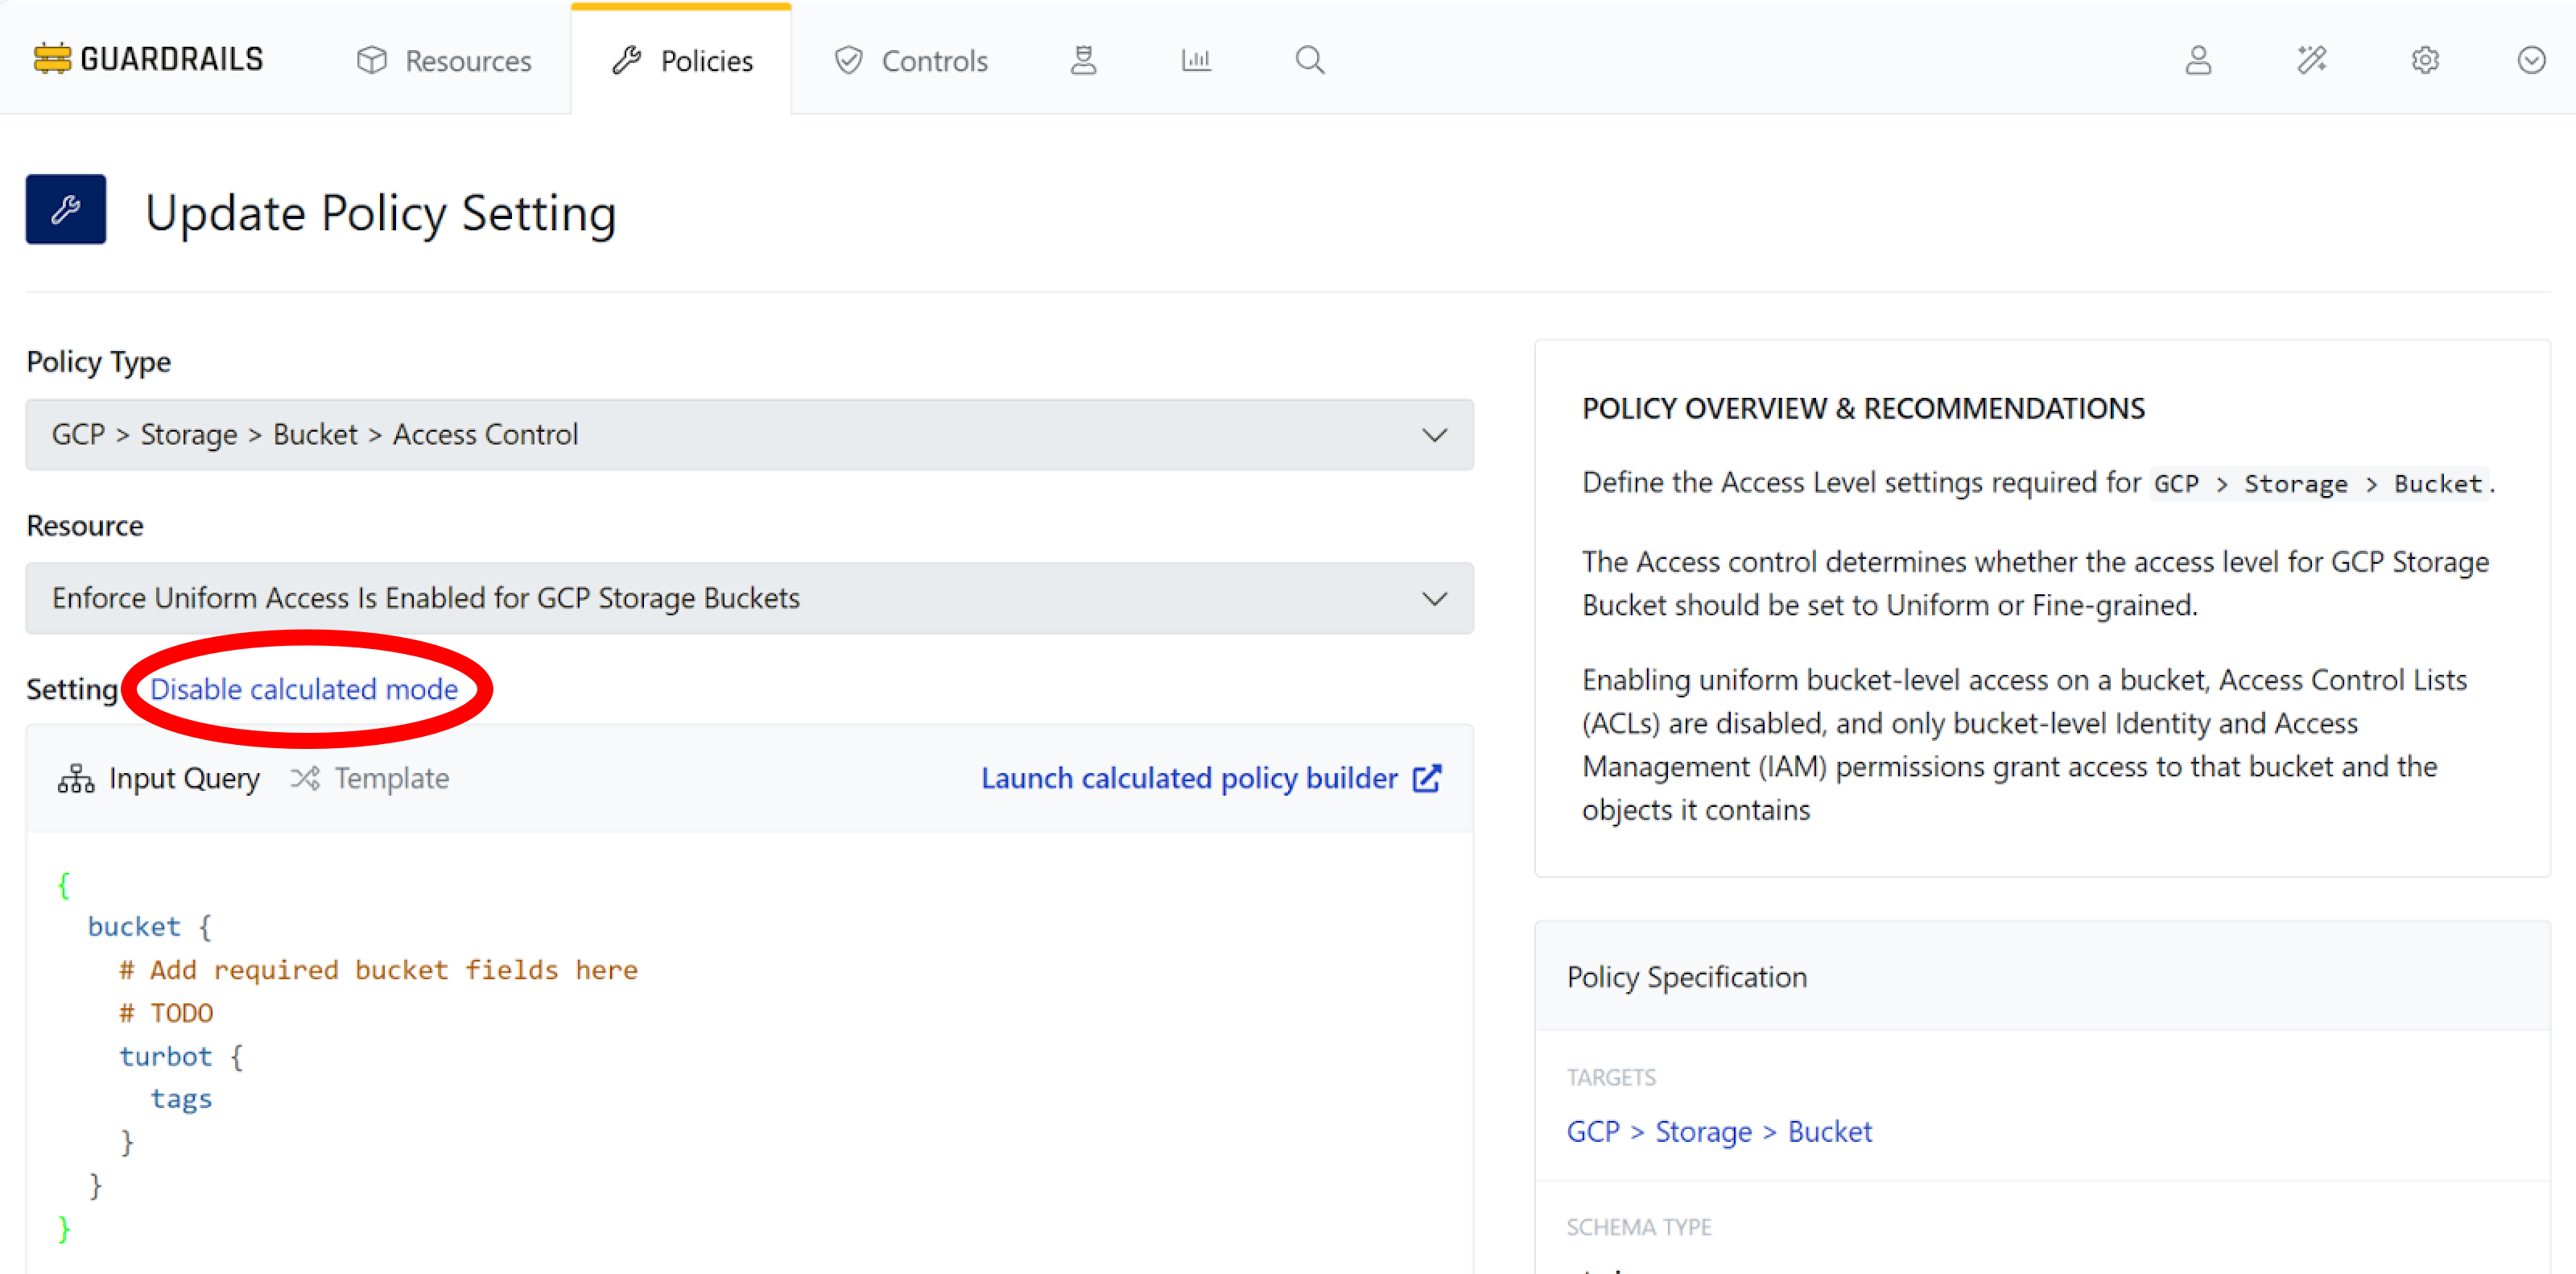 GUARDRAILS
Resources
Policies
Controls
Update Policy Setting
Policy Type
GCP > Storage > Bucket > Access Control
Resource
Enforce Uniform Access Is Enabled for GCP Storage Buckets
Setting Disable calculated mode
Input Query
Template
Launch calculated policy builder
{
bucket {
# Add required bucket fields here
# TODO
turbot {
tags
}
}
}
POLICY OVERVIEW & RECOMMENDATIONS
Define the Access Level settings required for GCP > Storage > Bucket.
The Access control determines whether the access level for GCP Storage
Bucket should be set to Uniform or Fine-grained.
Enabling uniform bucket-level access on a bucket, Access Control Lists
(ACLs) are disabled, and only bucket-level Identity and Access
Management (IAM) permissions grant access to that bucket and the
objects it contains
Policy Specification
TARGETS
GCP > Storage > Bucket
SCHEMA TYPE